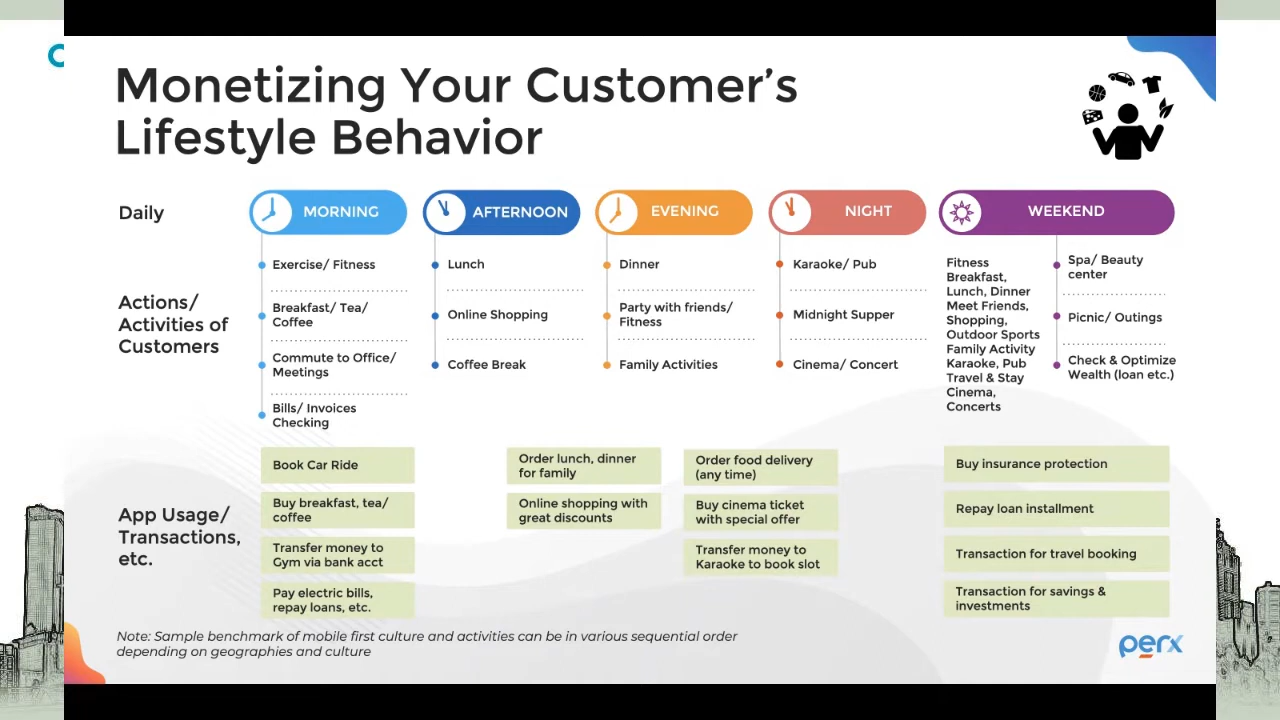 Monetizing Your Customer's
Lifestyle Behavior
Daily
MORNING
AFTERNOON
EVENING
NIGHT
WEEKEND
Actions/
Activities of
Customers
Exercise/ Fitness
Breakfast/ Tea/
Coffee
Commute to Office/
Meetings
Bills/ Invoices
Checking
Lunch
Online Shopping
Coffee Break
Dinner
Party with friends/
Fitness
Family Activities
Karaoke/ Pub
Midnight Supper
Cinema/ Concert
Fitness
Breakfast,
Lunch, Dinner
Meet Friends,
Shopping,
Outdoor Sports
Family Activity
Karaoke, Pub
Travel & Stay
Cinema,
Concerts
Spa/ Beauty
center
Picnic/ Outings
Check & Optimize
Wealth (loan etc.)
App Usage/
Transactions,
etc.
Book Car Ride
Buy breakfast, tea/
coffee
Transfer money to
Gym via bank acct
Pay electric bills,
repay loans, etc.
Order lunch, dinner
for family
Online shopping with
great discounts
Order food delivery
(any time)
Buy cinema ticket
with special offer
Transfer money to
Karaoke to book slot
Buy insurance protection
Repay loan installment
Transaction for travel booking
Transaction for savings &
investments
Note: Sample benchmark of mobile first culture and activities can be in various sequential order
depending on geographies and culture
perx